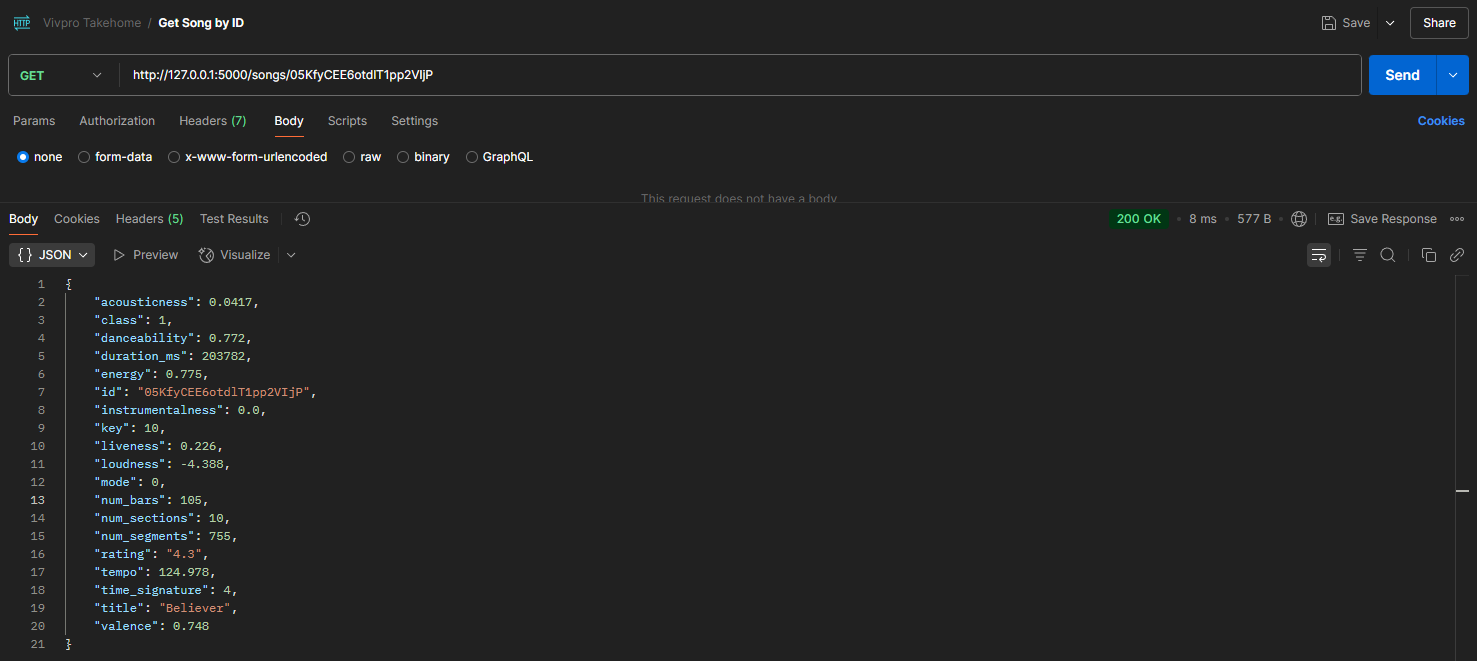 HTTP Vivpro Takehome / Get Song by ID Save Share
GET http://127.0.0.1:5000/songs/05KfyCEE6otdlT1pp2VIjP Send
Params Authorization Headers (7) Body Scripts Settings Cookies
none form-data x-www-form-urlencoded raw binary GraphQL
This request does not have a body
Body Cookies Headers (5) Test Results 200 OK • 8 ms • 577 B • e.g. Save Response
{} JSON Preview Visualize
1 {
2 "acousticness": 0.0417,
3 "class": 1,
4 "danceability": 0.772,
5 "duration_ms": 203782,
6 "energy": 0.775,
7 "id": "05KfyCEE6otdlT1pp2VIjP",
8 "instrumentalness": 0.0,
9 "key": 10,
10 "liveness": 0.226,
11 "loudness": -4.388,
12 "mode": 0,
13 "num_bars": 105,
14 "num_sections": 10,
15 "num_segments": 755,
16 "rating": "4.3",
17 "tempo": 124.978,
18 "time_signature": 4,
19 "title": "Believer",
20 "valence": 0.748
21 }